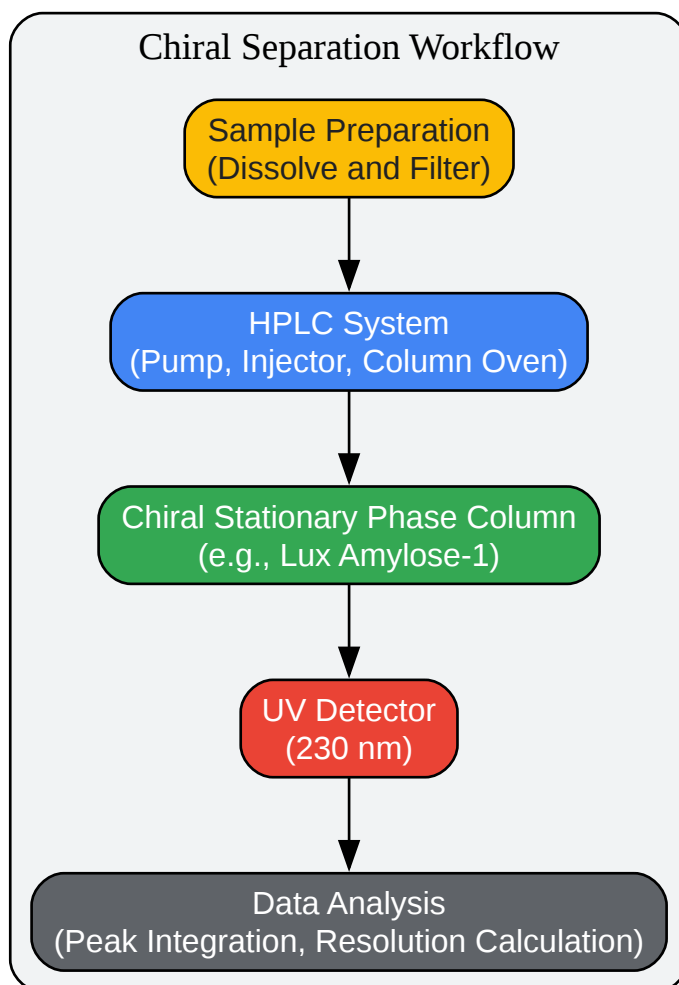 Chiral Separation Workflow
Sample Preparation
(Dissolve and Filter)
HPLC System
(Pump, Injector, Column Oven)
Chiral Stationary Phase Column
(e.g., Lux Amylose-1)
UV Detector
(230 nm)
Data Analysis
(Peak Integration, Resolution Calculation)